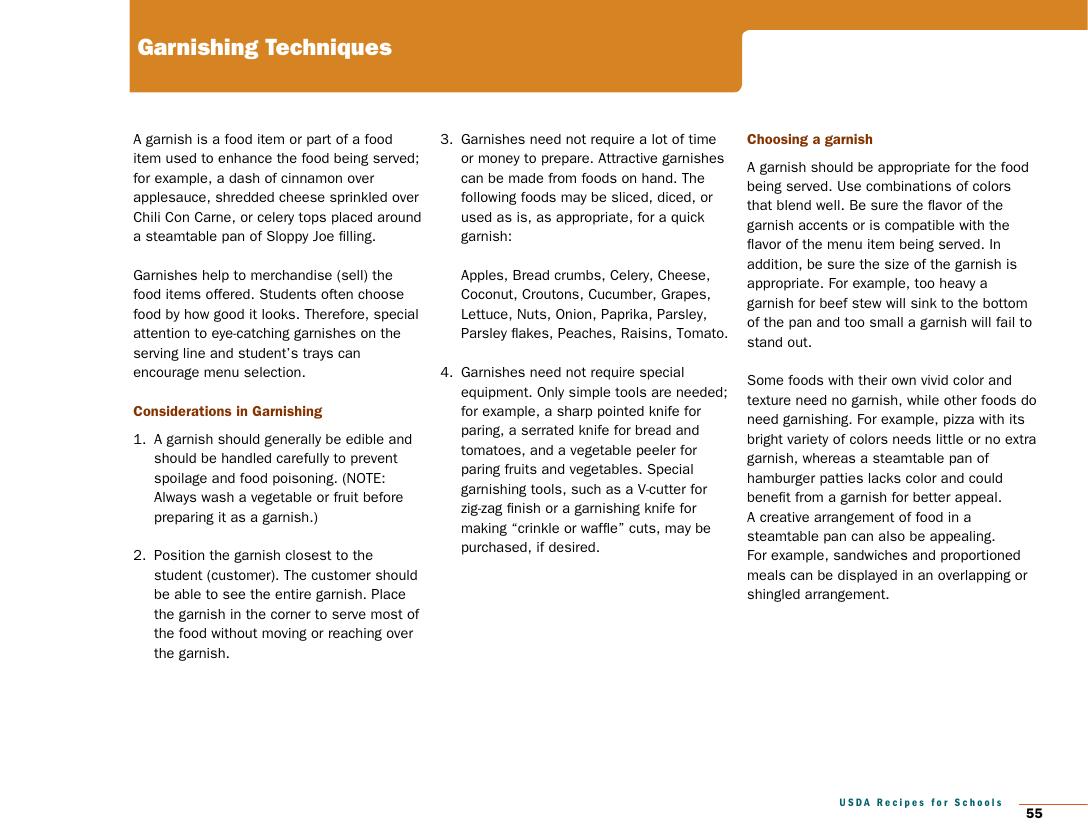 Garnishing Techniques
A garnish is a food item or part of a food
item used to enhance the food being served;
for example, a dash of cinnamon over
applesauce, shredded cheese sprinkled over
Chili Con Carne, or celery tops placed around
a steamtable pan of Sloppy Joe filling.
Garnishes help to merchandise (sell) the
food items offered. Students often choose
food by how good it looks. Therefore, special
attention to eye-catching garnishes on the
serving line and student’s trays can
encourage menu selection.
Considerations in Garnishing
1. A garnish should generally be edible and
should be handled carefully to prevent
spoilage and food poisoning. (NOTE:
Always wash a vegetable or fruit before
preparing it as a garnish.)
2. Position the garnish closest to the
student (customer). The customer should
be able to see the entire garnish. Place
the garnish in the corner to serve most of
the food without moving or reaching over
the garnish.
3. Garnishes need not require a lot of time
or money to prepare. Attractive garnishes
can be made from foods on hand. The
following foods may be sliced, diced, or
used as is, as appropriate, for a quick
garnish:
Apples, Bread crumbs, Celery, Cheese,
Coconut, Croutons, Cucumber, Grapes,
Lettuce, Nuts, Onion, Paprika, Parsley,
Parsley flakes, Peaches, Raisins, Tomato.
4. Garnishes need not require special
equipment. Only simple tools are needed;
for example, a sharp pointed knife for
paring, a serrated knife for bread and
tomatoes, and a vegetable peeler for
paring fruits and vegetables. Special
garnishing tools, such as a V-cutter for
zig-zag finish or a garnishing knife for
making “crinkle or waffle” cuts, may be
purchased, if desired.
Choosing a garnish
A garnish should be appropriate for the food
being served. Use combinations of colors
that blend well. Be sure the flavor of the
garnish accents or is compatible with the
flavor of the menu item being served. In
addition, be sure the size of the garnish is
appropriate. For example, too heavy a
garnish for beef stew will sink to the bottom
of the pan and too small a garnish will fail to
stand out.
Some foods with their own vivid color and
texture need no garnish, while other foods do
need garnishing. For example, pizza with its
bright variety of colors needs little or no extra
garnish, whereas a steamtable pan of
hamburger patties lacks color and could
benefit from a garnish for better appeal.
A creative arrangement of food in a
steamtable pan can also be appealing.
For example, sandwiches and proportioned
meals can be displayed in an overlapping or
shingled arrangement.
USDA Recipes for Schools
55